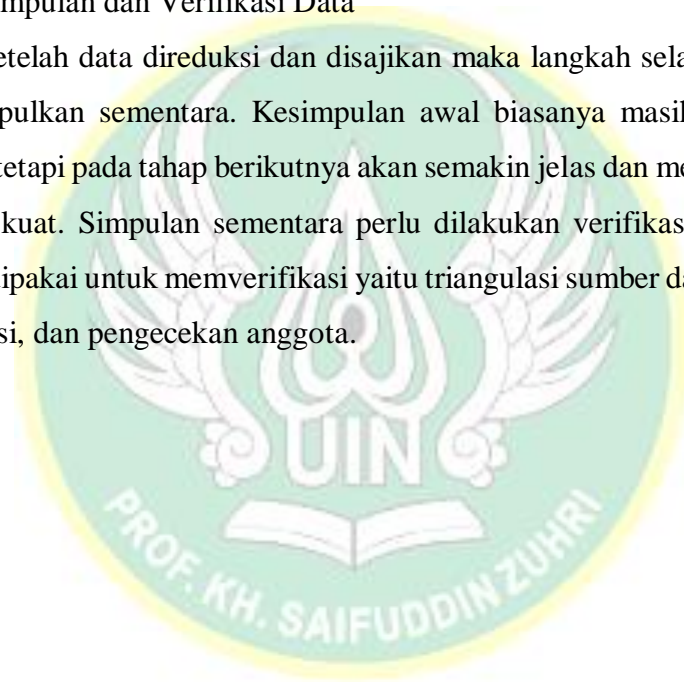 mpulan dan Verifikasi Data
etelah data direduksi dan disajikan maka langkah sela
pulkan sementara. Kesimpulan awal biasanya masih
tetapi pada tahap berikutnya akan semakin jelas dan me
kuat. Simpulan sementara perlu dilakukan verifikas
ipakai untuk memverifikasi yaitu triangulasi sumber da
si, dan pengecekan anggota.
UIN
PROF. KH. SAIFUDDIN ZUHRI